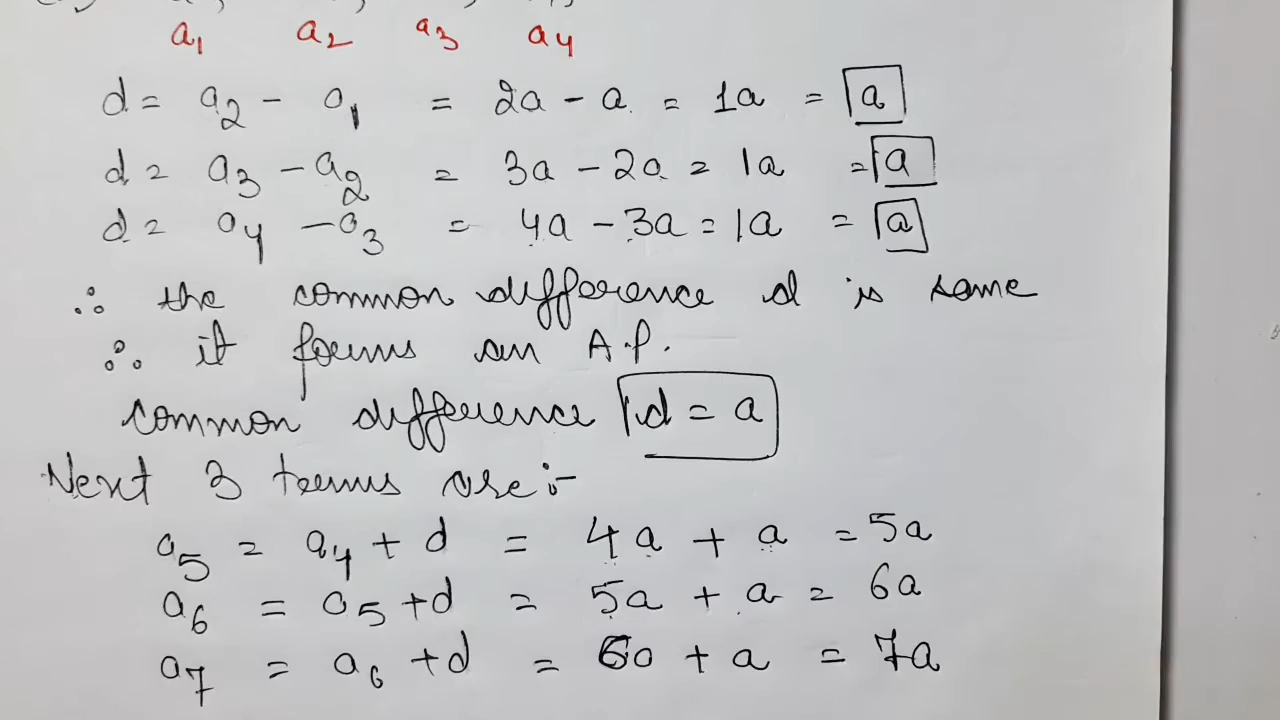 a₁ a₂ a₃ a₄
d = a₂ - a₁ = 2a - a = 1a = a
d = a₃ - a₂ = 3a - 2a = 1a = a
d = a₄ - a₃ = 4a - 3a = 1a = a
∴ the common difference d is same
∴ it forms an A.P.
common difference d = a
Next 3 terms are :-
a₅ = a₄ + d = 4a + a = 5a
a₆ = a₅ + d = 5a + a = 6a
a₇ = a₆ + d = 6a + a = 7a